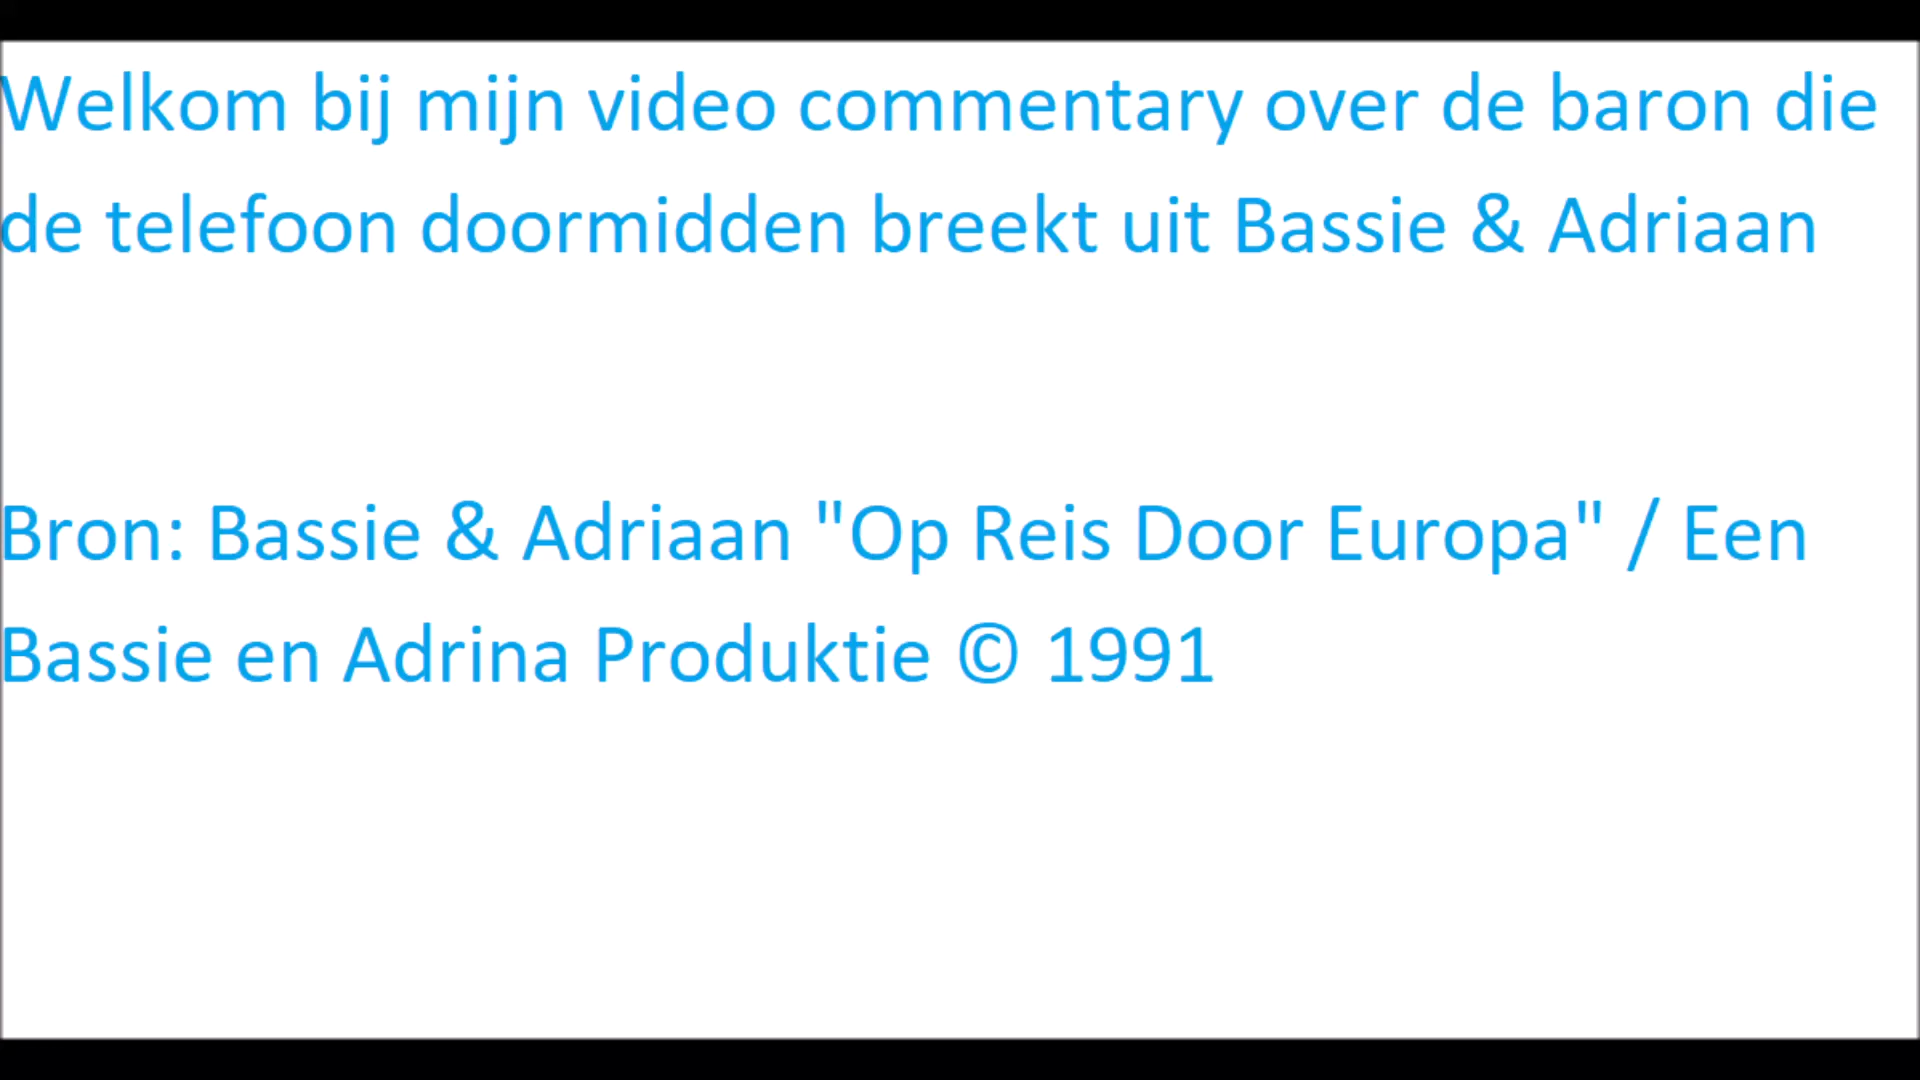 Welkom bij mijn video commentary over de baron die
de telefoon doormidden breekt uit Bassie & Adriaan
Bron: Bassie & Adriaan "Op Reis Door Europa" / Een
Bassie en Adrina Produktie © 1991